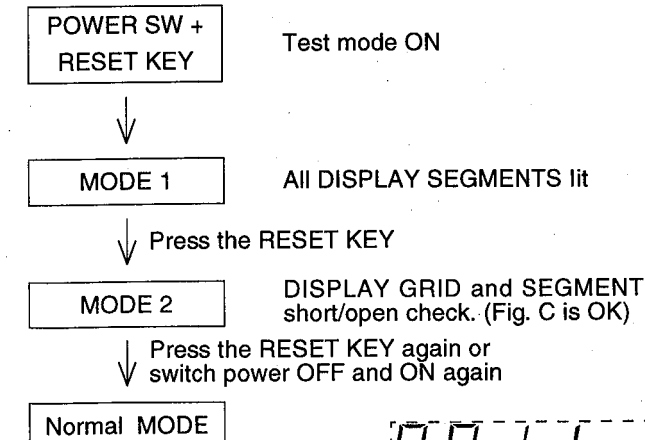 POWER SW +
RESET KEY
Test mode ON
MODE 1
All DISPLAY SEGMENTS lit
Press the RESET KEY
MODE 2
DISPLAY GRID and SEGMENT
short/open check. (Fig. C is OK)
Press the RESET KEY again or
switch power OFF and ON again
Normal MODE